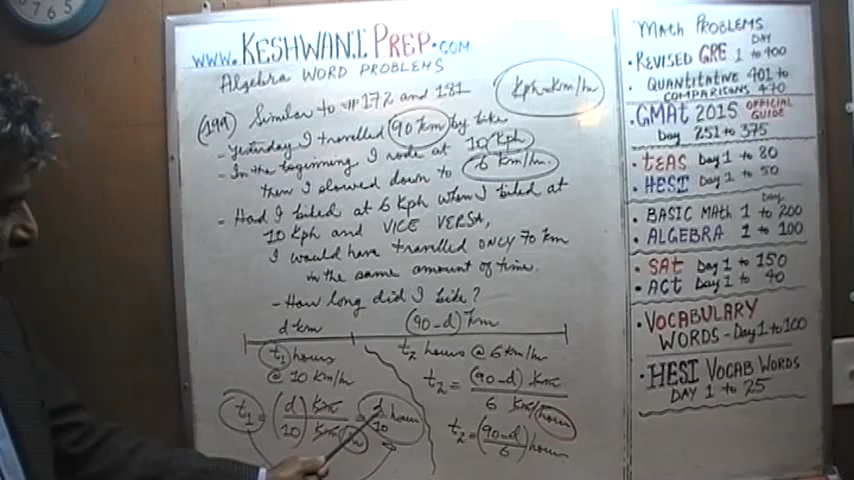 WWW.KESHWANIPREP.COM
Algebra WORD PROBLEMS
Kph = Km/h
(199) Similar to #172 and 181
- Yesterday I travelled 90 km by bike
- In the beginning I rode at 10 Kph
then I slowed down to 6 km/hr.
- Had I biked at 6 Kph when I biked at
10 Kph and VICE VERSA,
I would have travelled ONLY 70 km
in the same amount of time.
- How long did I bike?
d km (90-d) km
t1 hours t2 hours @ 6 km/hr
@ 10 km/hr
t1 = (d/10) km / km/h = d/10 hours
t2 = (90-d) km / 6 km/hour
t2 = (90-d)/6 hours
Math PROBLEMS
• REVISED GRE DAY 1 to 400
• QUANTITATIVE COMPARISONS 401 to 470
• GMAt 2015 OFFICIAL GUIDE
Day 251 to 375
• tEAS Day 1 to 80
• HESI Day 1 to 50
Day
• BASIC Math 1 to 200
• ALGEBRA 1 to 100
• SAt Day 1 to 150
• ACt Day 1 to 90
• VOCABULARY
WORDS - Day 1 to 100
• HESI VOCAB WORDS
DAY 1 to 25
7 6 5